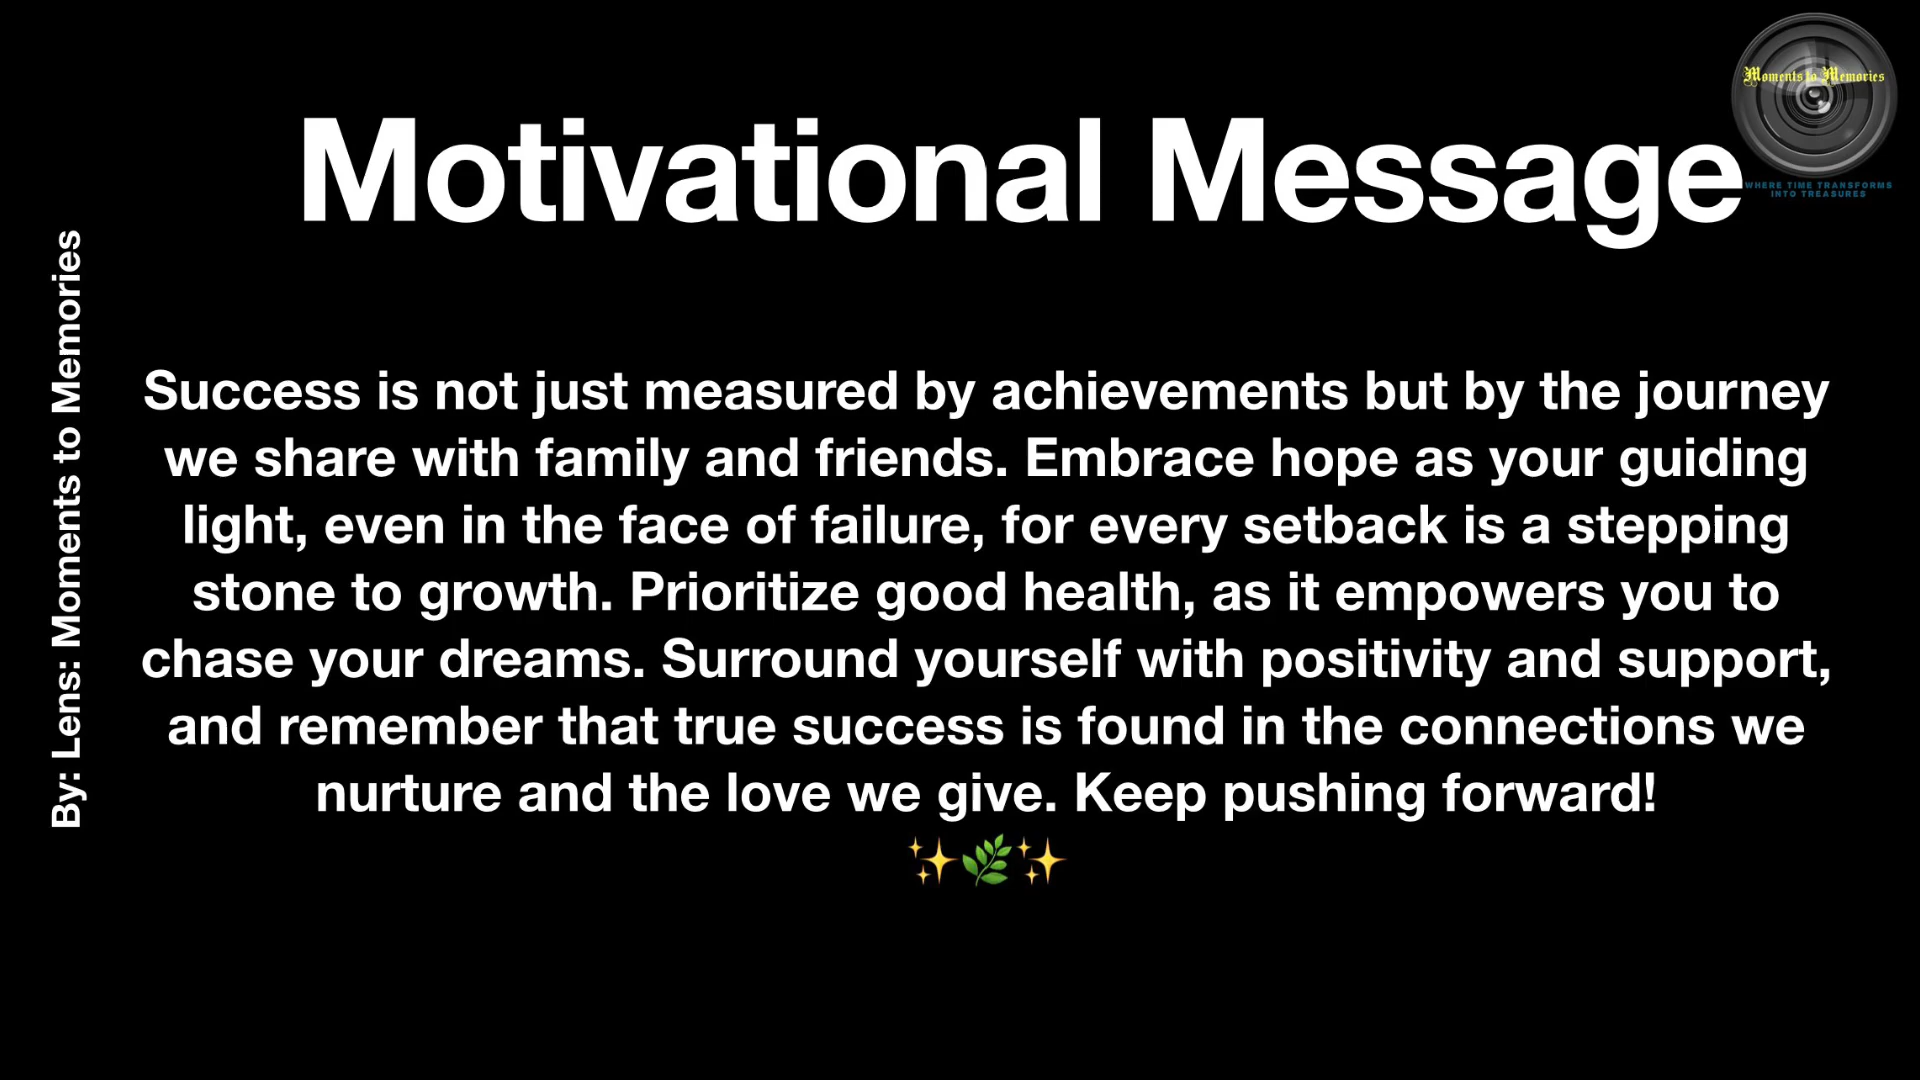 Moments to Memories
WHERE TIME TRANSFORMS
INTO TREASURES
Motivational Message
By: Lens: Moments to Memories
Success is not just measured by achievements but by the journey
we share with family and friends. Embrace hope as your guiding
light, even in the face of failure, for every setback is a stepping
stone to growth. Prioritize good health, as it empowers you to
chase your dreams. Surround yourself with positivity and support,
and remember that true success is found in the connections we
nurture and the love we give. Keep pushing forward!
✨🌿✨